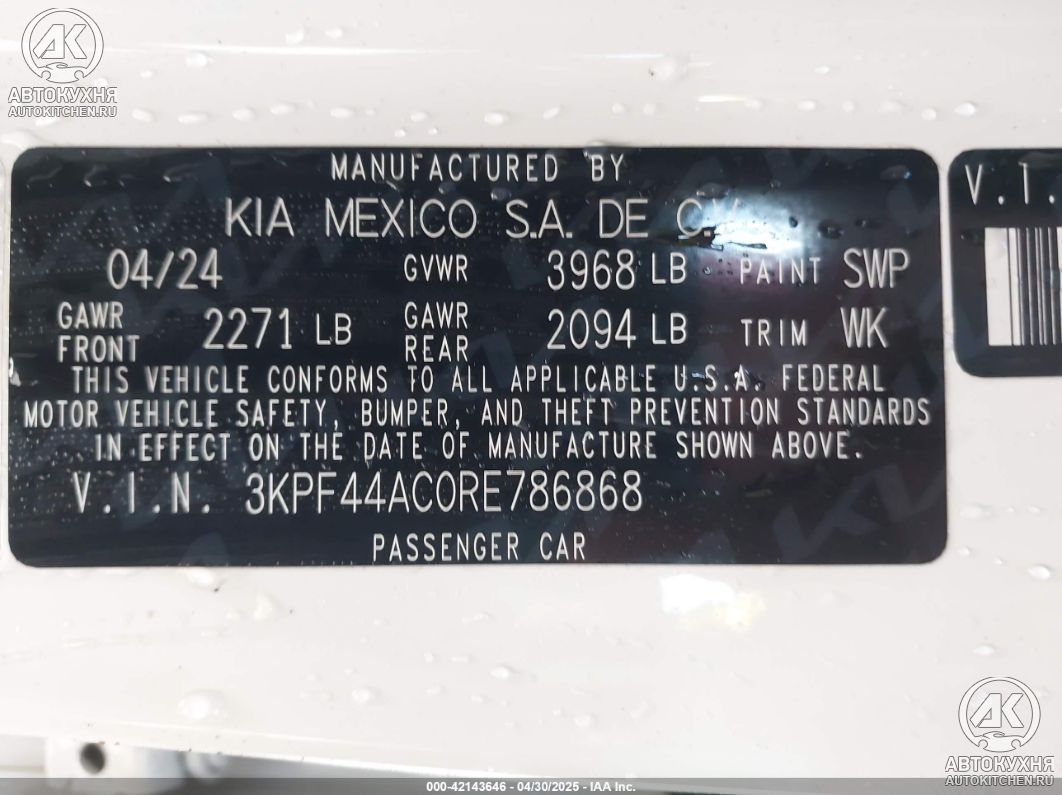 AK
АВТОКУХНЯ
AUTOKITCHEN.RU
MANUFACTURED BY
KIA MEXICO S.A. DE C.V.
04/24 GVWR 3968 LB PAINT SWP
GAWR FRONT 2271 LB GAWR REAR 2094 LB TRIM WK
THIS VEHICLE CONFORMS TO ALL APPLICABLE U.S.A. FEDERAL
MOTOR VEHICLE SAFETY, BUMPER, AND THEFT PREVENTION STANDARDS
IN EFFECT ON THE DATE OF MANUFACTURE SHOWN ABOVE.
V.I.N. 3KPF44AC0RE786868
PASSENGER CAR
V.I.
AK
АВТОКУХНЯ
AUTOKITCHEN.RU
000-42143646 - 04/30/2025 - IAA Inc.